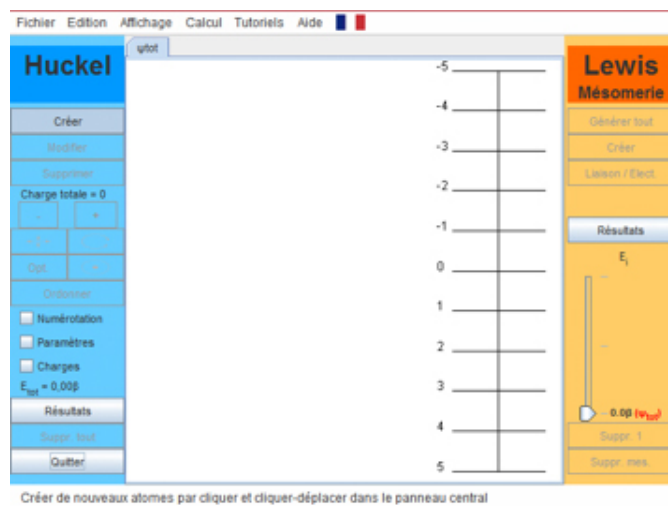 Fichier Edition Affichage Calcul Tutoriels Aide
ψtot
Huckel
Créer
Modifier
Supprimer
Charge totale = 0
- +
Opt.
Ordonner
Numérotation
Paramètres
Charges
Etot = 0,00β
Résultats
Suppr. tout
Quitter
-5
-4
-3
-2
-1
0
1
2
3
4
5
Lewis
Mésomerie
Générer tout
Créer
Liaison / Elect.
Résultats
Ei
0.0β (ψtot)
Suppr. 1
Suppr. mes.
Créer de nouveaux atomes par cliquer et cliquer-déplacer dans le panneau central